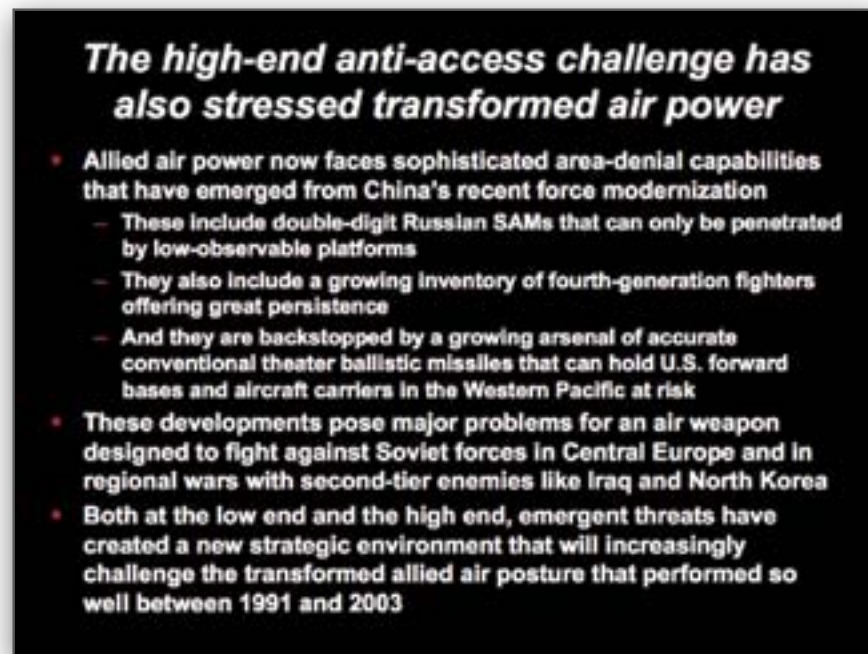 The high-end anti-access challenge has
also stressed transformed air power
• Allied air power now faces sophisticated area-denial capabilities
that have emerged from China's recent force modernization
– These include double-digit Russian SAMs that can only be penetrated
by low-observable platforms
– They also include a growing inventory of fourth-generation fighters
offering great persistence
– And they are backstopped by a growing arsenal of accurate
conventional theater ballistic missiles that can hold U.S. forward
bases and aircraft carriers in the Western Pacific at risk
• These developments pose major problems for an air weapon
designed to fight against Soviet forces in Central Europe and in
regional wars with second-tier enemies like Iraq and North Korea
• Both at the low end and the high end, emergent threats have
created a new strategic environment that will increasingly
challenge the transformed allied air posture that performed so
well between 1991 and 2003